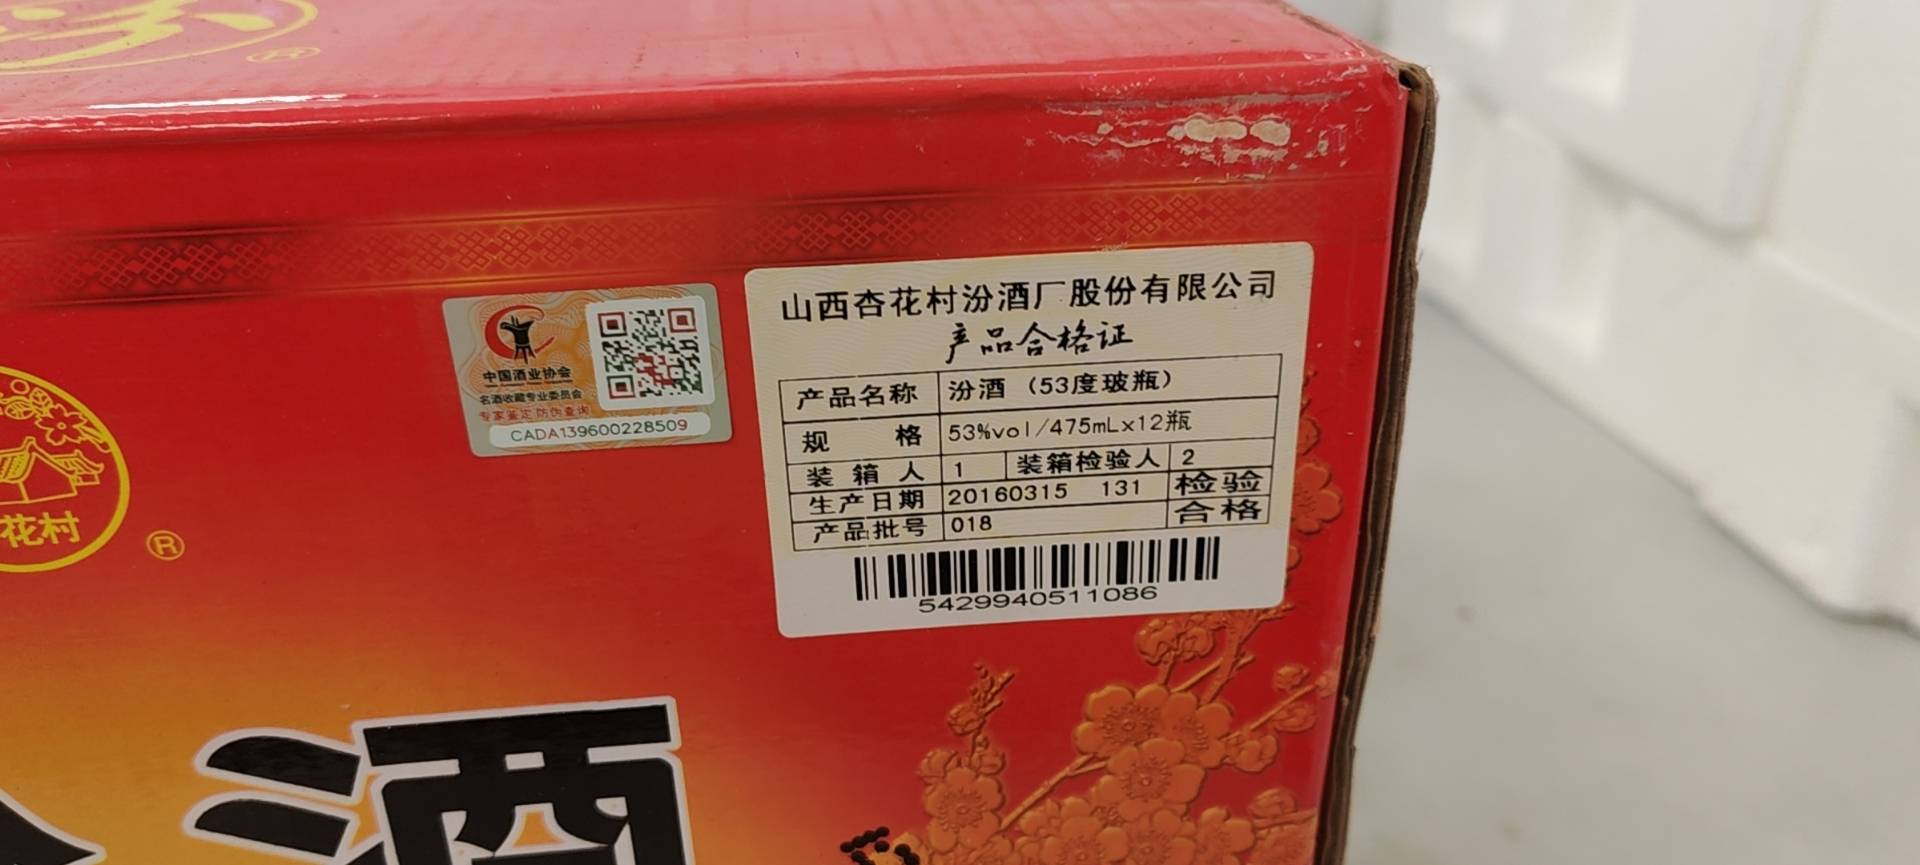 汾
®
花村
®
中国酒业协会
名酒收藏专业委员会
专家鉴定 防伪查询
CADA139600228509
山西杏花村汾酒厂股份有限公司
产品合格证
产品名称 汾酒（53度玻瓶）
规 格 53%vol/475mL×12瓶
装 箱 人 1 装箱检验人 2
生产日期 20160315 131 检验
产品批号 018 合格
5429940511086
酒